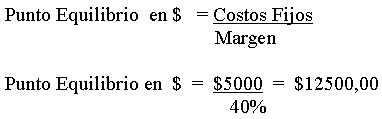 Punto Equilibrio en $ = Costos Fijos
Margen
Punto Equilibrio en $ = $5000 = $12500,00
40%